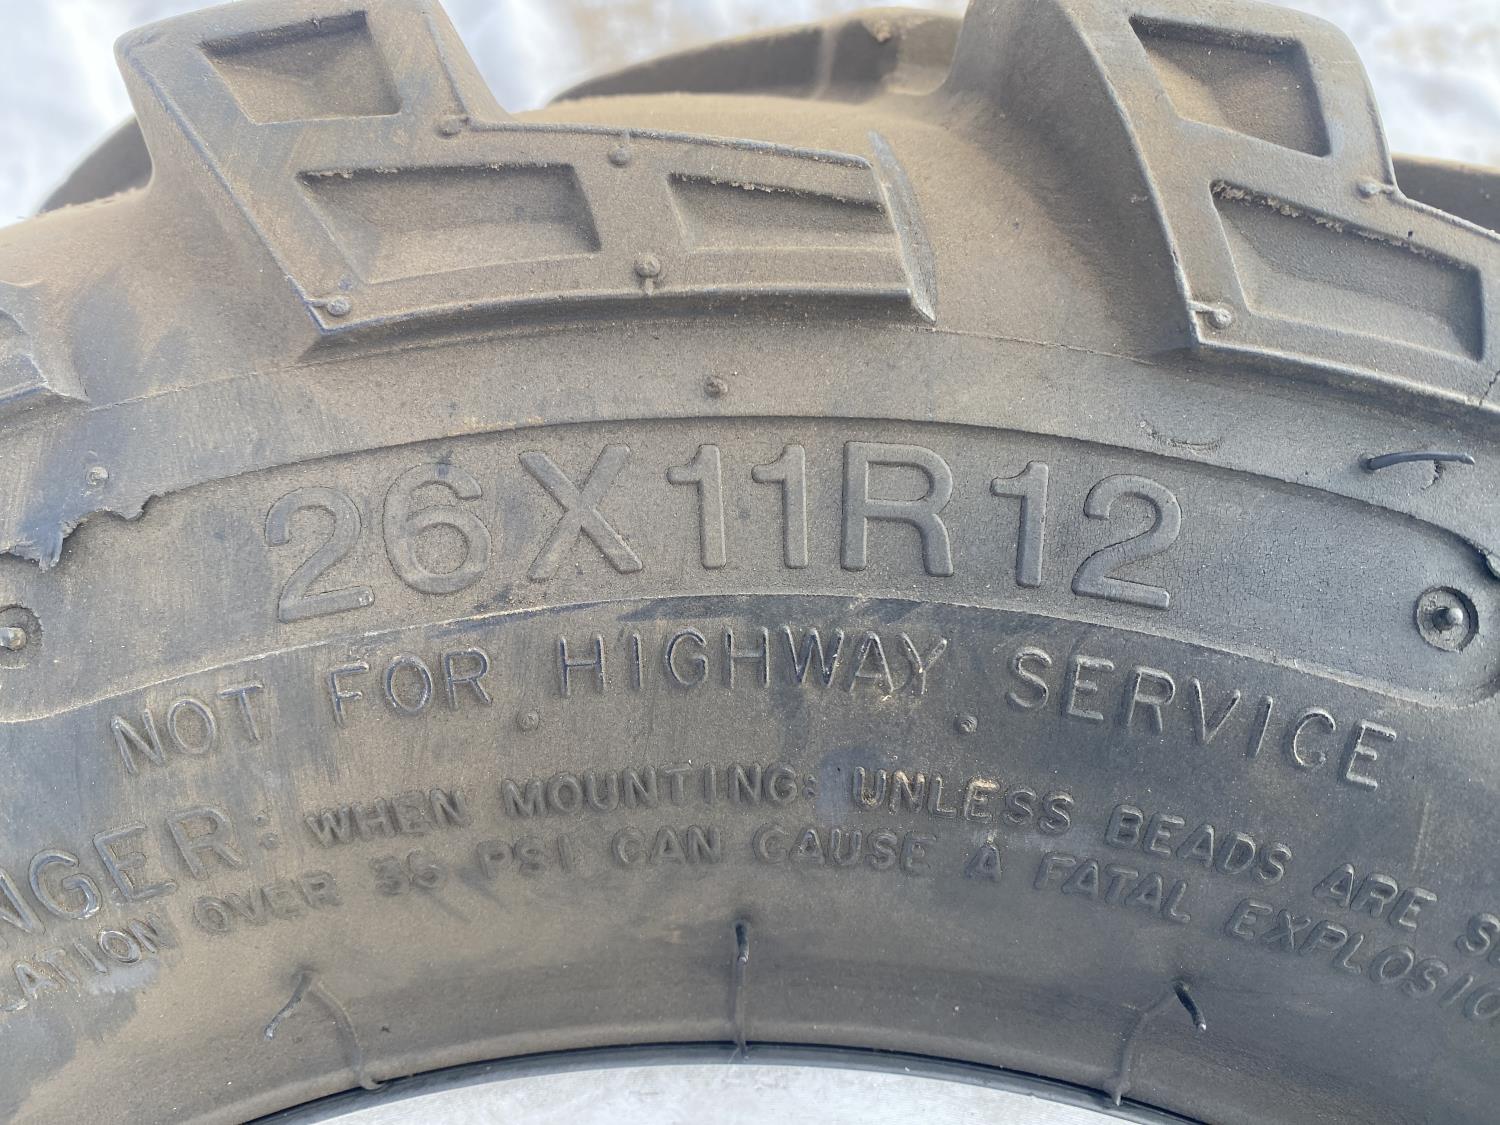 26X11R12
NOT FOR HIGHWAY SERVICE
NGER: WHEN MOUNTING: UNLESS BEADS ARE S
LATION OVER 35 PSI CAN CAUSE A FATAL EXPLOSIO